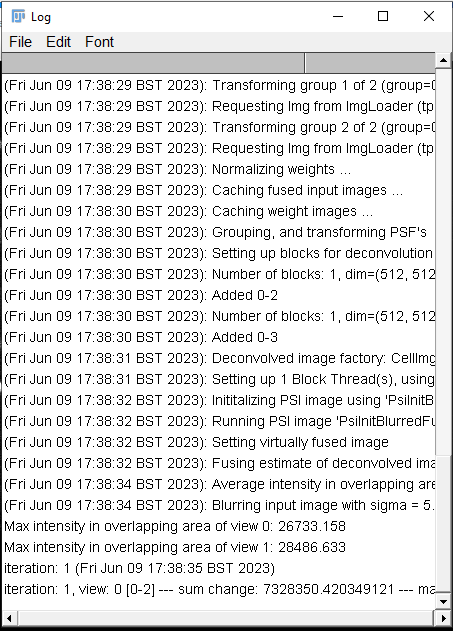 Log
File Edit Font
(Fri Jun 09 17:38:29 BST 2023): Transforming group 1 of 2 (group=0
(Fri Jun 09 17:38:29 BST 2023): Requesting Img from ImgLoader (tp
(Fri Jun 09 17:38:29 BST 2023): Transforming group 2 of 2 (group=0
(Fri Jun 09 17:38:29 BST 2023): Requesting Img from ImgLoader (tp
(Fri Jun 09 17:38:29 BST 2023): Normalizing weights ...
(Fri Jun 09 17:38:29 BST 2023): Caching fused input images ...
(Fri Jun 09 17:38:30 BST 2023): Caching weight images ...
(Fri Jun 09 17:38:30 BST 2023): Grouping, and transforming PSF's
(Fri Jun 09 17:38:30 BST 2023): Setting up blocks for deconvolution
(Fri Jun 09 17:38:30 BST 2023): Number of blocks: 1, dim=(512, 512
(Fri Jun 09 17:38:30 BST 2023): Added 0-2
(Fri Jun 09 17:38:30 BST 2023): Number of blocks: 1, dim=(512, 512
(Fri Jun 09 17:38:30 BST 2023): Added 0-3
(Fri Jun 09 17:38:31 BST 2023): Deconvolved image factory: CellImg
(Fri Jun 09 17:38:31 BST 2023): Setting up 1 Block Thread(s), using
(Fri Jun 09 17:38:32 BST 2023): Inititalizing PSI image using 'PsiInitB
(Fri Jun 09 17:38:32 BST 2023): Running PSI image 'PsiInitBlurredFu
(Fri Jun 09 17:38:32 BST 2023): Setting virtually fused image
(Fri Jun 09 17:38:32 BST 2023): Fusing estimate of deconvolved ima
(Fri Jun 09 17:38:34 BST 2023): Average intensity in overlapping are
(Fri Jun 09 17:38:34 BST 2023): Blurring input image with sigma = 5.
Max intensity in overlapping area of view 0: 26733.158
Max intensity in overlapping area of view 1: 28486.633
iteration: 1 (Fri Jun 09 17:38:35 BST 2023)
iteration: 1, view: 0 [0-2] --- sum change: 7328350.420349121 --- ma